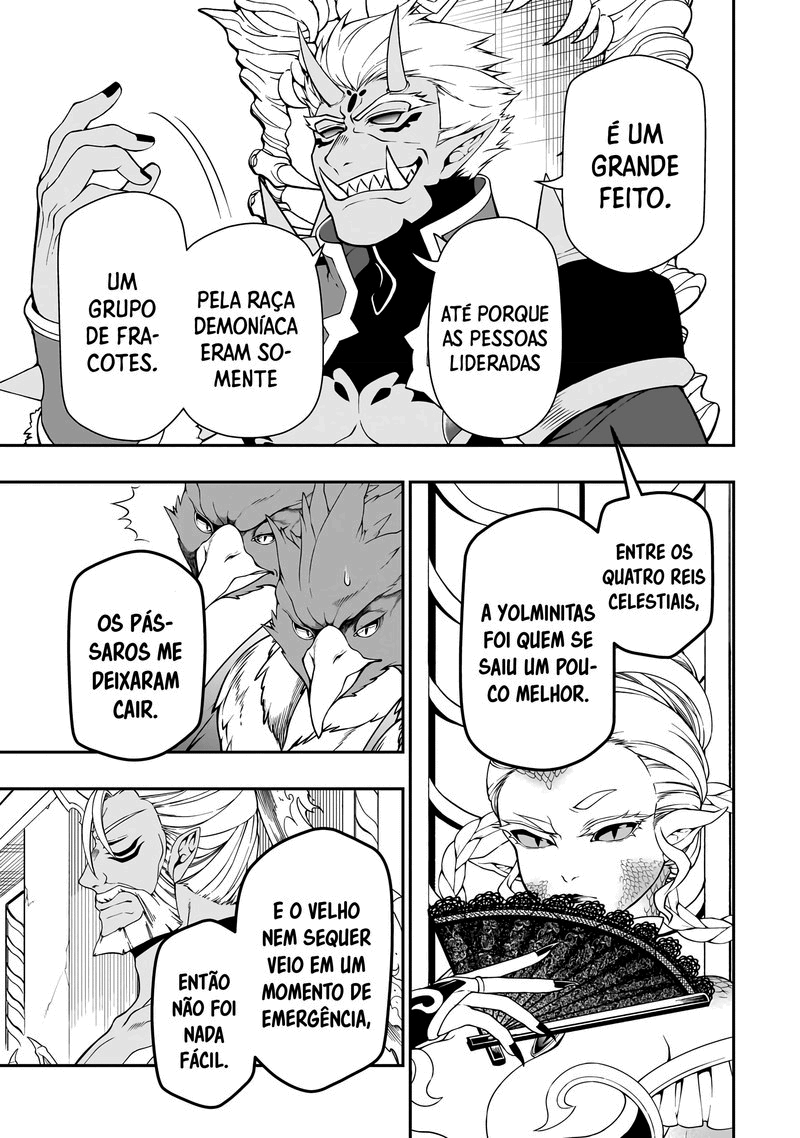 É UM
GRANDE
FEITO.
ATÉ PORQUE
AS PESSOAS
LIDERADAS
PELA RAÇA
DEMONÍACA
ERAM SO-
MENTE
UM
GRUPO
DE FRA-
COTES.
ENTRE OS
QUATRO REIS
CELESTIAIS,
A YOLMINITAS
FOI QUEM SE
SAIU UM POU-
CO MELHOR.
OS PÁS-
SAROS ME
DEIXARAM
CAIR.
E O VELHO
NEM SEQUER
VEIO EM UM
MOMENTO DE
EMERGÊNCIA,
ENTÃO
NÃO FOI
NADA
FÁCIL.